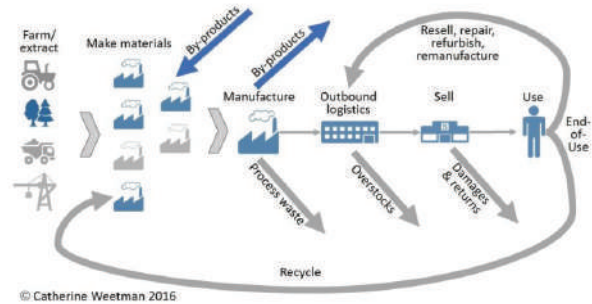 Farm/
extract
Make materials
By-products
By-products
Resell, repair,
refurbish,
remanufacture
Manufacture
Outbound
logistics
Sell
Use
End-
of-
Use
Process waste
Overstocks
Damages
& returns
Recycle
© Catherine Weetman 2016